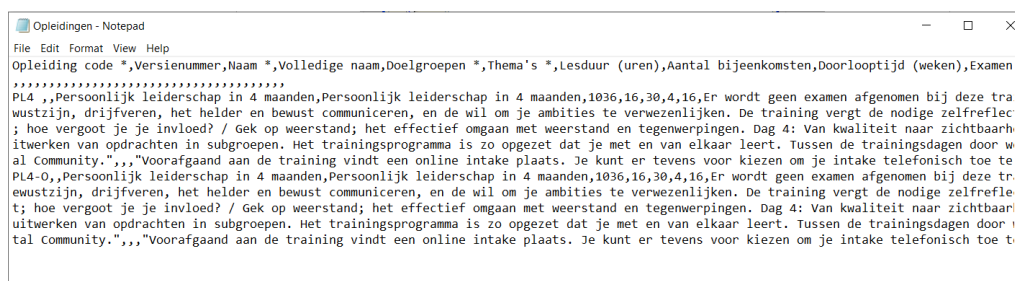 Opleidingen - Notepad
File Edit Format View Help
Opleiding code *,Versienummer,Naam *,Volledige naam,Doelgroepen *,Thema's *,Lesduur (uren),Aantal bijeenkomsten,Doorlooptijd (weken),Examen
,,,,,,,,,,,,,,,,,,,,,,,,,,,,,,,,,,,,
PL4 ,,Persoonlijk leiderschap in 4 maanden,Persoonlijk leiderschap in 4 maanden,1036,16,30,4,16,Er wordt geen examen afgenomen bij deze tra
wustzijn, drijfveren, het helder en bewust communiceren, en de wil om je ambities te verwezenlijken. De training vergt de nodige zelfreflect
; hoe vergoot je je invloed? / Gek op weerstand; het effectief omgaan met weerstand en tegenwerpingen. Dag 4: Van kwaliteit naar zichtbaarh
itwerken van opdrachten in subgroepen. Het trainingsprogramma is zo opgezet dat je met en van elkaar leert. Tussen de trainingsdagen door w
al Community.",,,"Voorafgaand aan de training vindt een online intake plaats. Je kunt er tevens voor kiezen om je intake telefonisch toe te
PL4-O,,Persoonlijk leiderschap in 4 maanden,Persoonlijk leiderschap in 4 maanden,1036,16,30,4,16,Er wordt geen examen afgenomen bij deze tr
ewustzijn, drijfveren, het helder en bewust communiceren, en de wil om je ambities te verwezenlijken. De training vergt de nodige zelfrefle
t; hoe vergoot je je invloed? / Gek op weerstand; het effectief omgaan met weerstand en tegenwerpingen. Dag 4: Van kwaliteit naar zichtbaar
uitwerken van opdrachten in subgroepen. Het trainingsprogramma is zo opgezet dat je met en van elkaar leert. Tussen de trainingsdagen door
tal Community.",,,"Voorafgaand aan de training vindt een online intake plaats. Je kunt er tevens voor kiezen om je intake telefonisch toe t